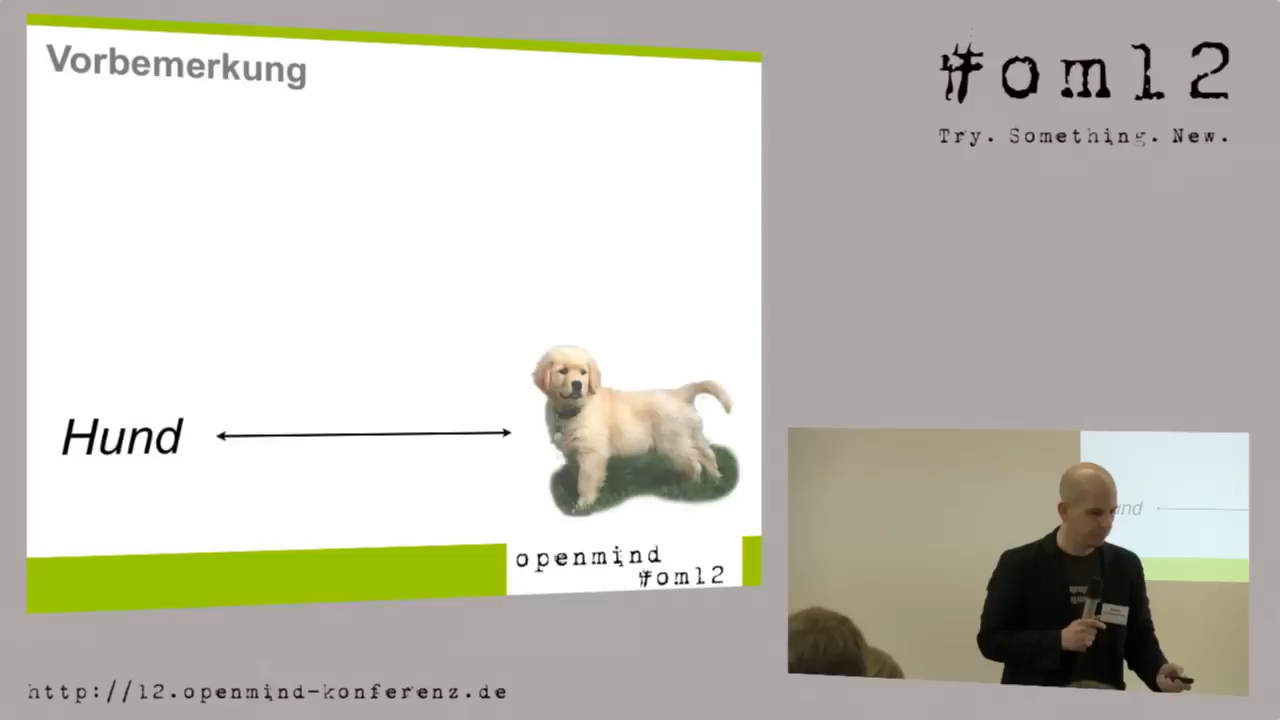 Vorbemerkung
Hund
openmind
#om12
#om12
Try. Something. New.
und
http://12.openmind-konferenz.de